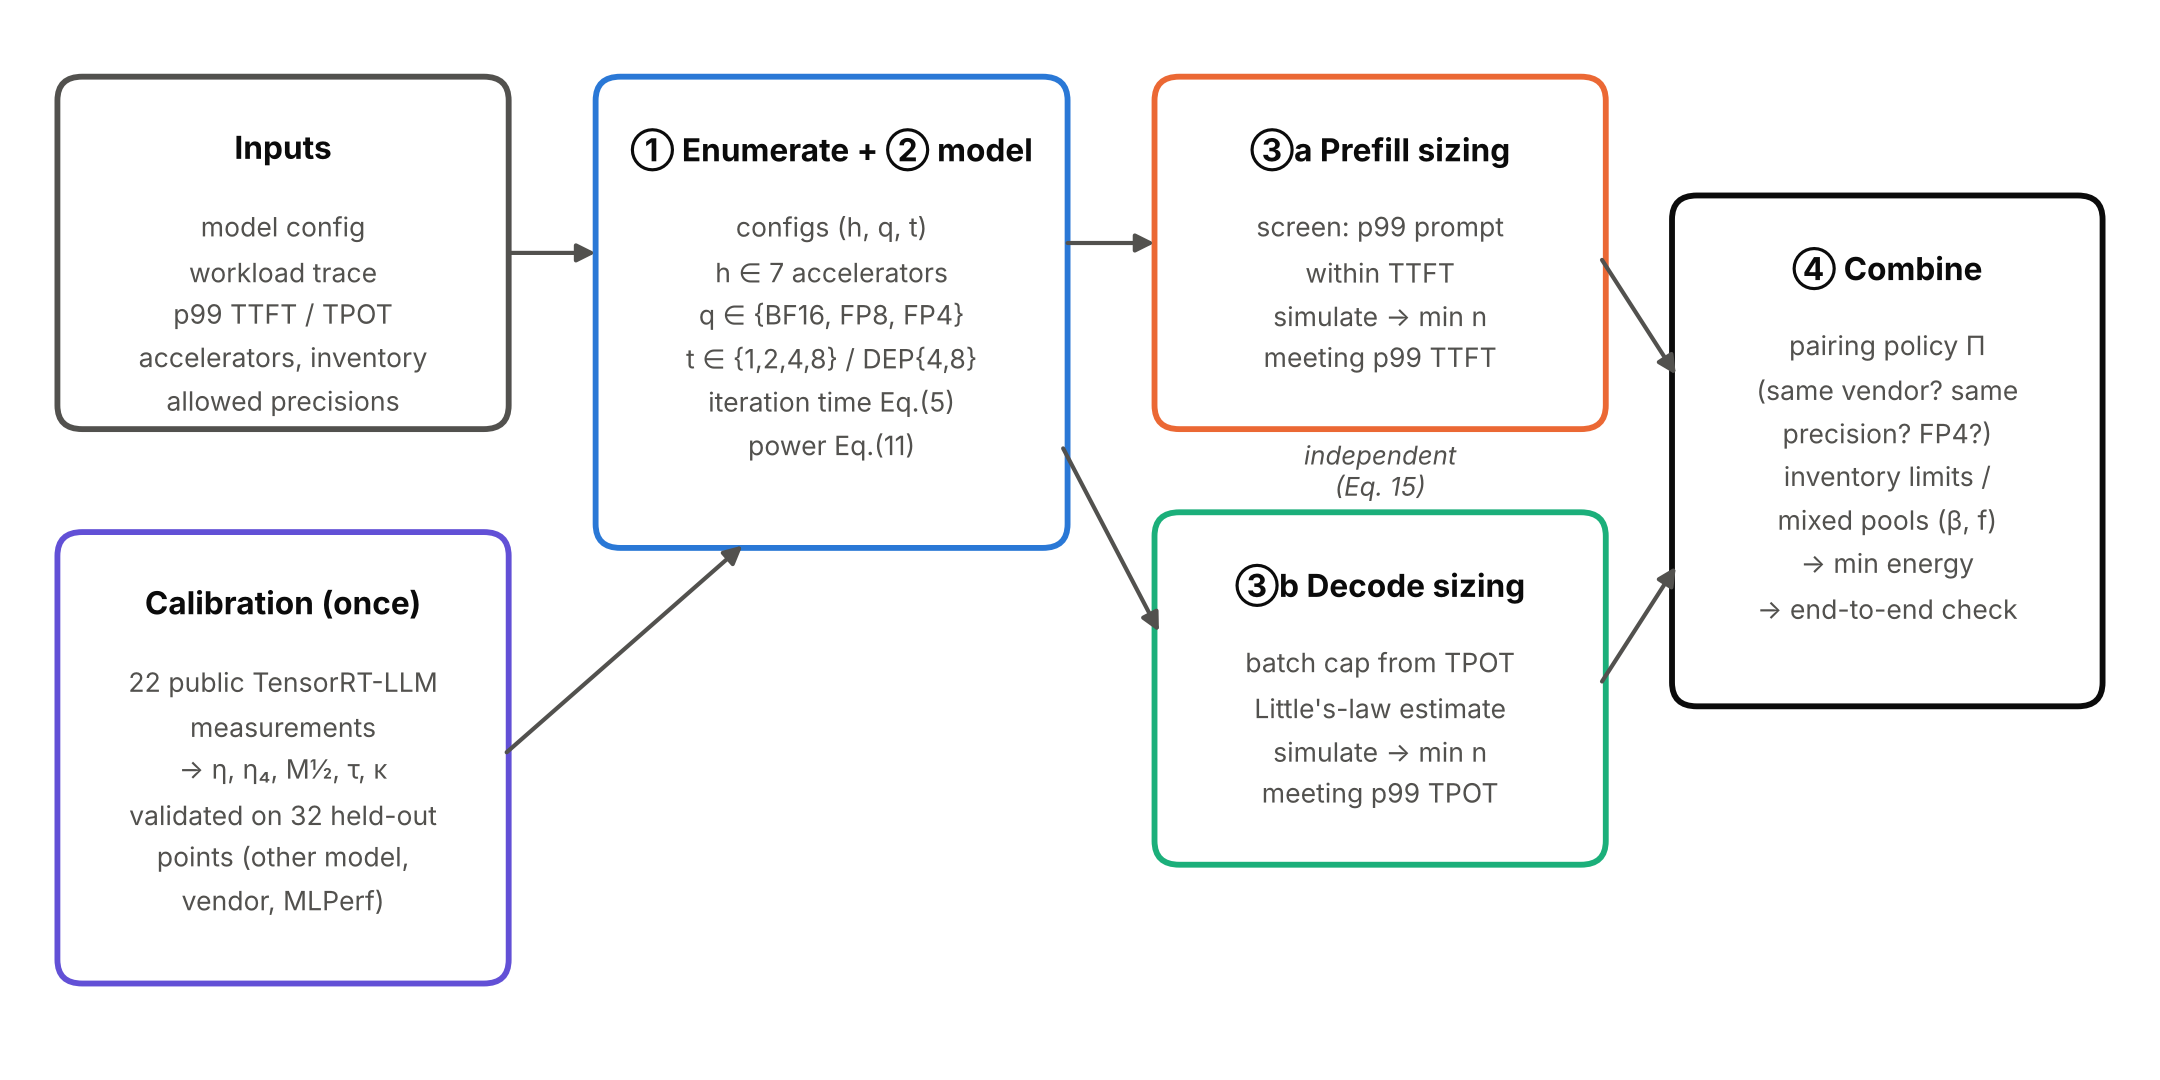 Inputs
model config
workload trace
p99 TTFT / TPOT
accelerators, inventory
allowed precisions
Calibration (once)
22 public TensorRT-LLM
measurements
→ η, η₄, M½, τ, κ
validated on 32 held-out
points (other model,
vendor, MLPerf)
① Enumerate + ② model
configs (h, q, t)
h ∈ 7 accelerators
q ∈ {BF16, FP8, FP4}
t ∈ {1,2,4,8} / DEP{4,8}
iteration time Eq.(5)
power Eq.(11)
③a Prefill sizing
screen: p99 prompt
within TTFT
simulate → min n
meeting p99 TTFT
independent
(Eq. 15)
③b Decode sizing
batch cap from TPOT
Little's-law estimate
simulate → min n
meeting p99 TPOT
④ Combine
pairing policy Π
(same vendor? same
precision? FP4?)
inventory limits /
mixed pools (β, f)
→ min energy
→ end-to-end check